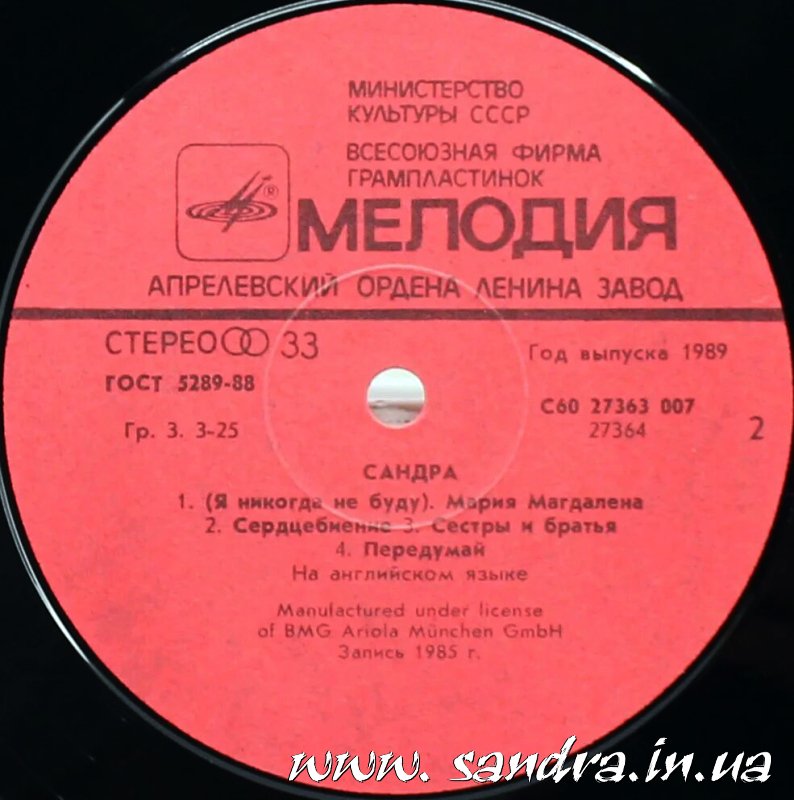 МИНИСТЕРСТВО
КУЛЬТУРЫ СССР
ВСЕСОЮЗНАЯ ФИРМА
ГРАМПЛАСТИНОК
®
МЕЛОДИЯ
АПРЕЛЕВСКИЙ ОРДЕНА ЛЕНИНА ЗАВОД
СТЕРЕО 33
Год выпуска 1989
ГОСТ 5289-88
С60 27363 007
Гр. 3. 3-25
27364
2
САНДРА
1. (Я никогда не буду). Мария Магдалена
2. Сердцебиение 3. Сестры и братья
4. Передумай
На английском языке
Manufactured under license
of BMG Ariola München GmbH
Запись 1985 г.
www. sandra.in.ua